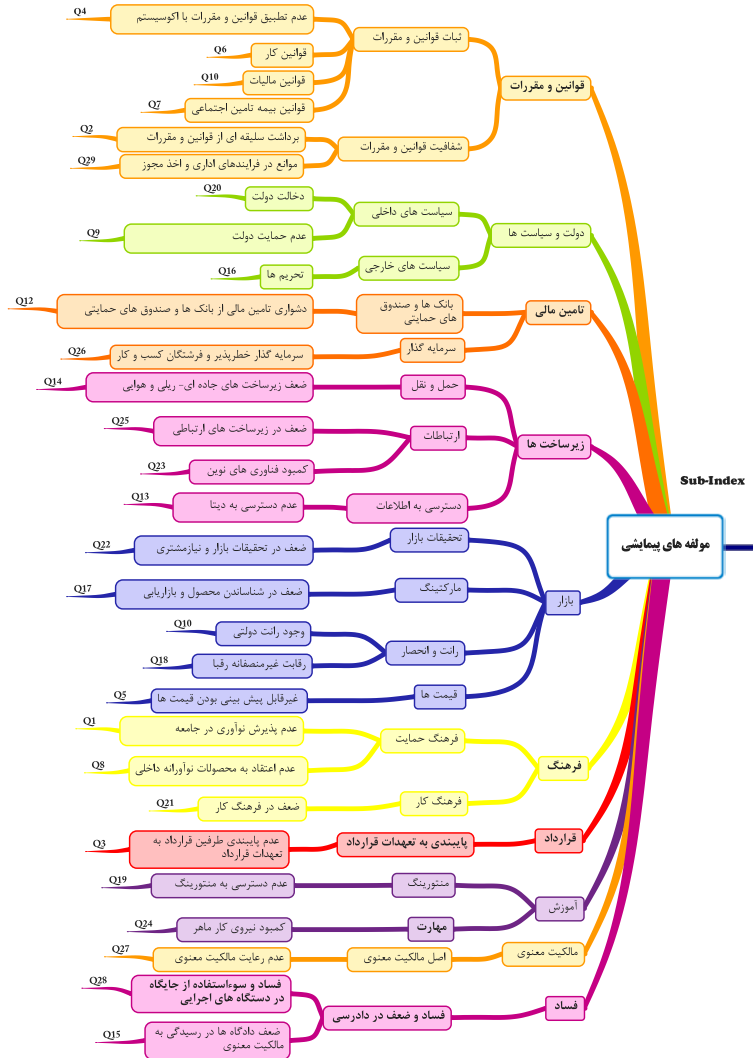 Sub-Index
مولفه های پیمایشی
قوانین و مقررات
ثبات قوانین و مقررات
عدم تطبیق قوانین و مقررات با اکوسیستم
Q4
قوانین کار
Q6
قوانین مالیات
Q10
قوانین بیمه تامین اجتماعی
Q7
شفافیت قوانین و مقررات
برداشت سلیقه ای از قوانین و مقررات
Q2
موانع در فرایندهای اداری و اخذ مجوز
Q29
دولت و سیاست ها
سیاست های داخلی
دخالت دولت
Q20
عدم حمایت دولت
Q9
سیاست های خارجی
تحریم ها
Q16
تامین مالی
بانک ها و صندوق
های حمایتی
دشواری تامین مالی از بانک ها و صندوق های حمایتی
Q12
سرمایه گذار
سرمایه گذار خطرپذیر و فرشتگان کسب و کار
Q26
زیرساخت ها
حمل و نقل
ضعف زیرساخت های جاده ای- ریلی و هوایی
Q14
ارتباطات
ضعف در زیرساخت های ارتباطی
Q25
کمبود فناوری های نوین
Q23
دسترسی به اطلاعات
عدم دسترسی به دیتا
Q13
بازار
تحقیقات بازار
ضعف در تحقیقات بازار و نیازمشتری
Q22
مارکتینگ
ضعف در شناساندن محصول و بازاریابی
Q17
رانت و انحصار
وجود رانت دولتی
Q10
رقابت غیرمنصفانه رقبا
Q18
قیمت ها
غیرقابل پیش بینی بودن قیمت ها
Q5
فرهنگ
فرهنگ حمایت
عدم پذیرش نوآوری در جامعه
Q1
عدم اعتقاد به محصولات نوآورانه داخلی
Q8
فرهنگ کار
ضعف در فرهنگ کار
Q21
قرارداد
پایبندی به تعهدات قرارداد
عدم پایبندی طرفین قرارداد به
تعهدات قرارداد
Q3
آموزش
منتورینگ
عدم دسترسی به منتورینگ
Q19
مهارت
کمبود نیروی کار ماهر
Q24
مالکیت معنوی
اصل مالکیت معنوی
عدم رعایت مالکیت معنوی
Q27
فساد
فساد و ضعف در دادرسی
فساد و سوءاستفاده از جایگاه
در دستگاه های اجرایی
Q28
ضعف دادگاه ها در رسیدگی به
مالکیت معنوی
Q15